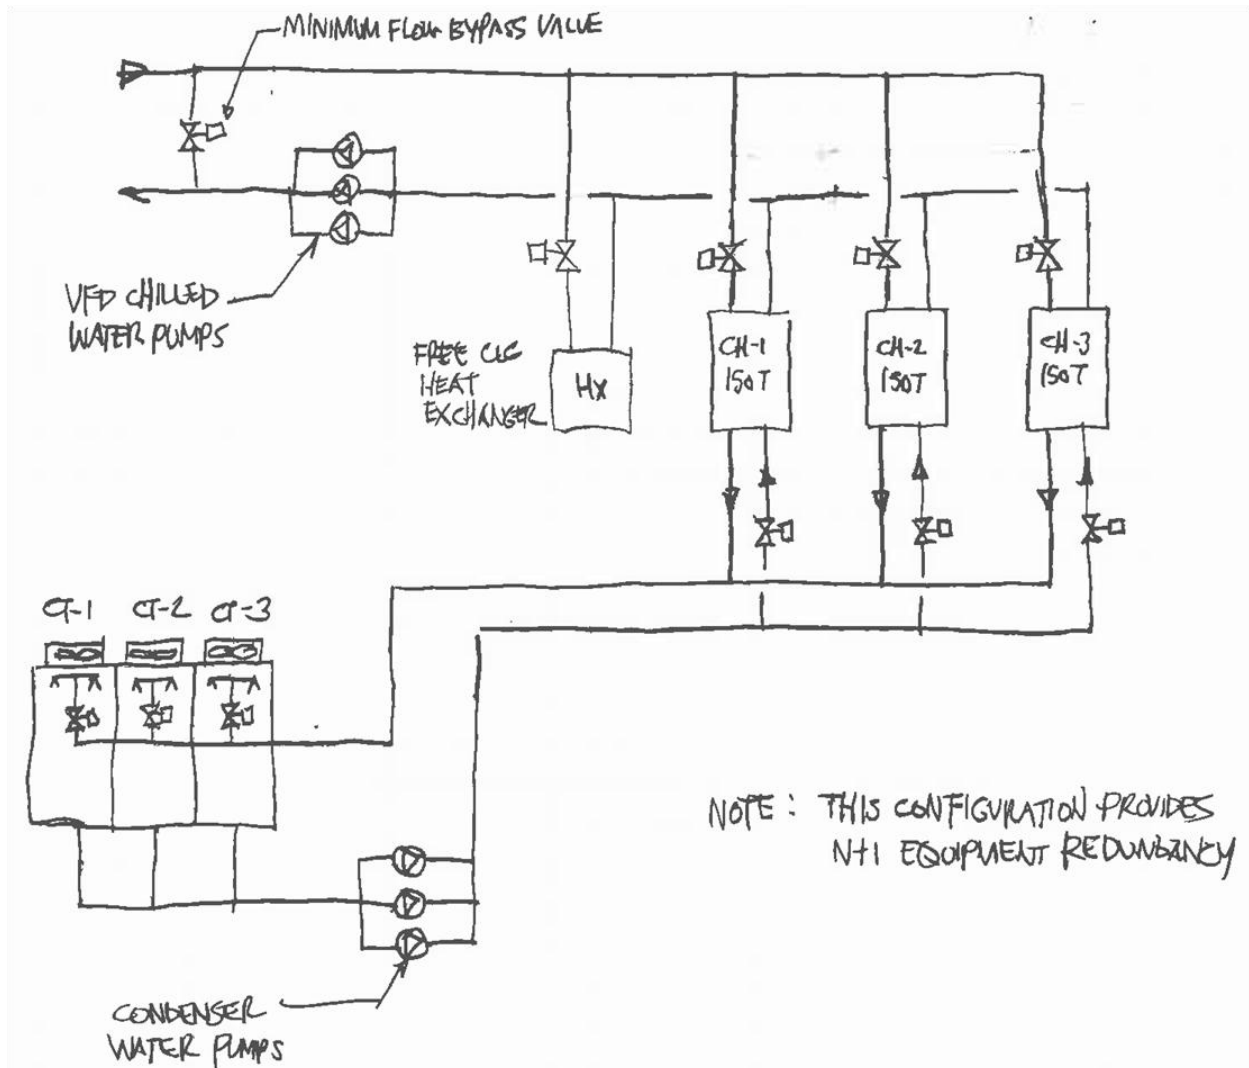 MINIMUM FLOW BYPASS VALUE
VFD CHILLED
WATER PUMPS
FREE CLG
HEAT
EXCHANGER
HX
CH-1
150T
CH-2
150T
CH-3
150T
CT-1
CT-2
CT-3
NOTE: THIS CONFIGURATION PROVIDES
N+1 EQUIPMENT REDUNDANCY
CONDENSER
WATER PUMPS